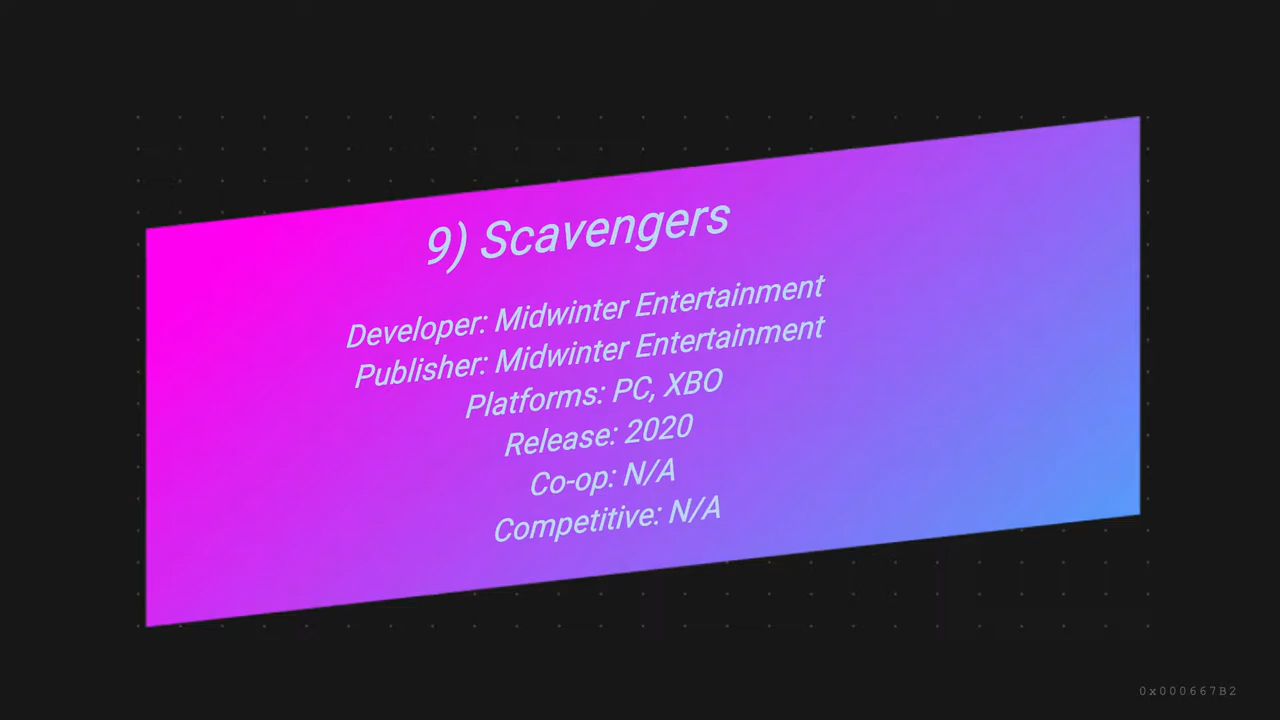 9) Scavengers
Developer: Midwinter Entertainment
Publisher: Midwinter Entertainment
Platforms: PC, XBO
Release: 2020
Co-op: N/A
Competitive: N/A
0x000667B2